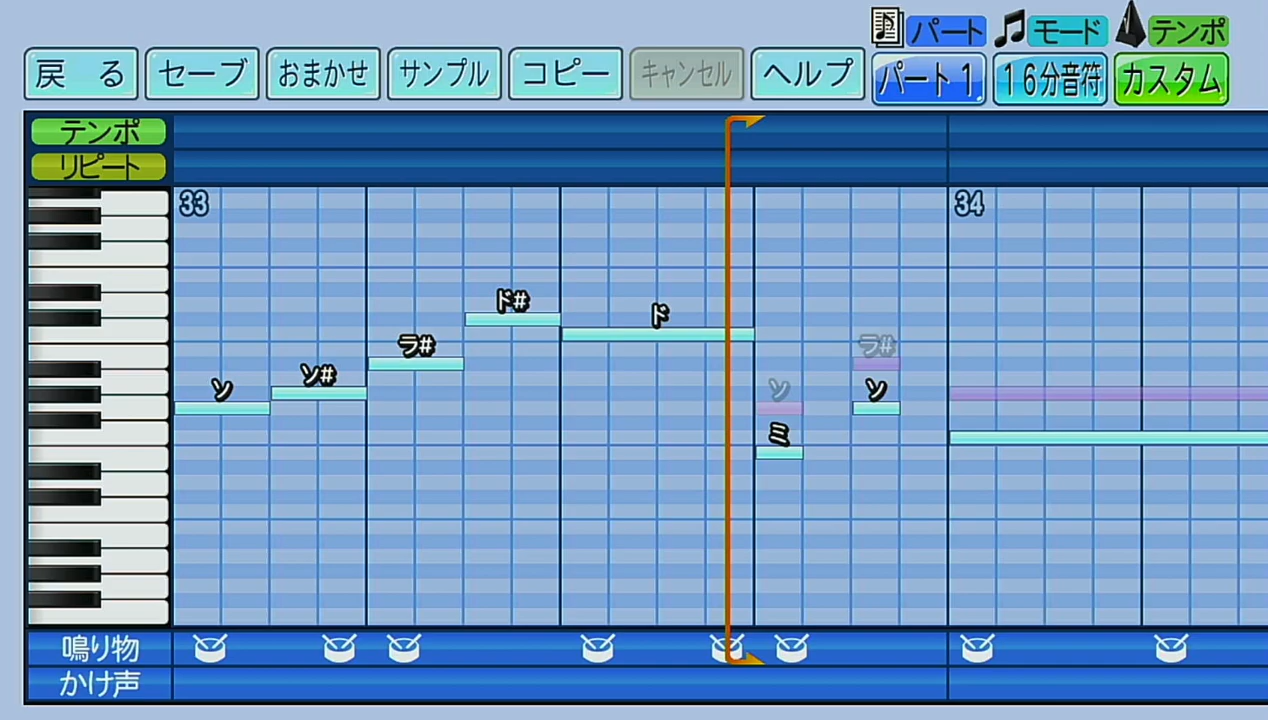 パート モード テンポ
戻る セーブ おまかせ サンプル コピー キャンセル ヘルプ パート1 16分音符 カスタム
テンポ
リピート
33 34
ド#
ド
ラ# ラ#
ソ ソ# ソ ソ
ミ
鳴り物
かけ声